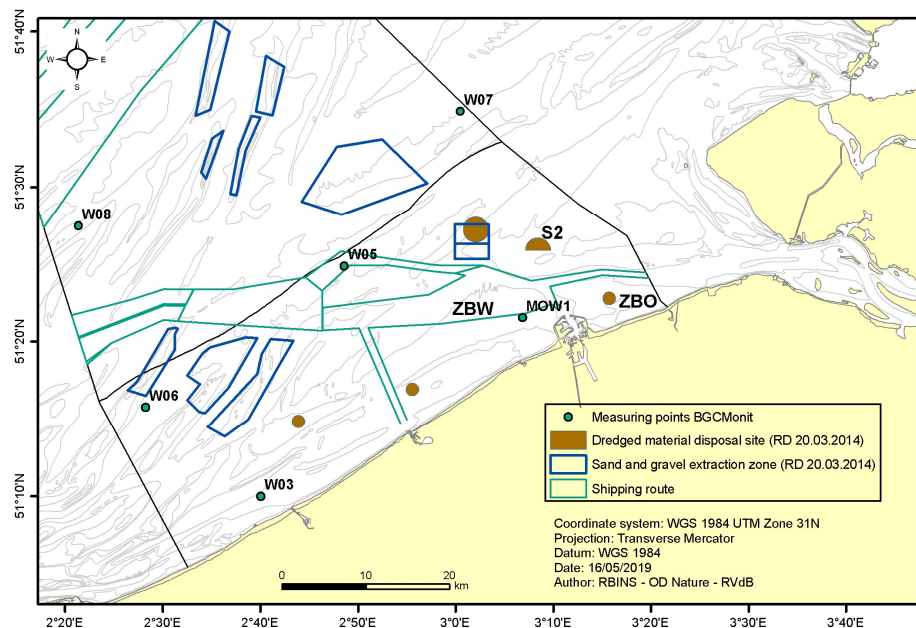 51°40'N
N
W
E
S
W07
51°30'N
W08
S2
W05
ZBW
MOW1
ZBO
51°20'N
W06
Measuring points BGCMonit
Dredged material disposal site (RD 20.03.2014)
Sand and gravel extraction zone (RD 20.03.2014)
Shipping route
51°10'N
W03
Coordinate system: WGS 1984 UTM Zone 31N
Projection: Transverse Mercator
Datum: WGS 1984
Date: 16/05/2019
Author: RBINS - OD Nature - RVdB
0 10 20
km
2°20'E 2°30'E 2°40'E 2°50'E 3°0'E 3°10'E 3°20'E 3°30'E 3°40'E